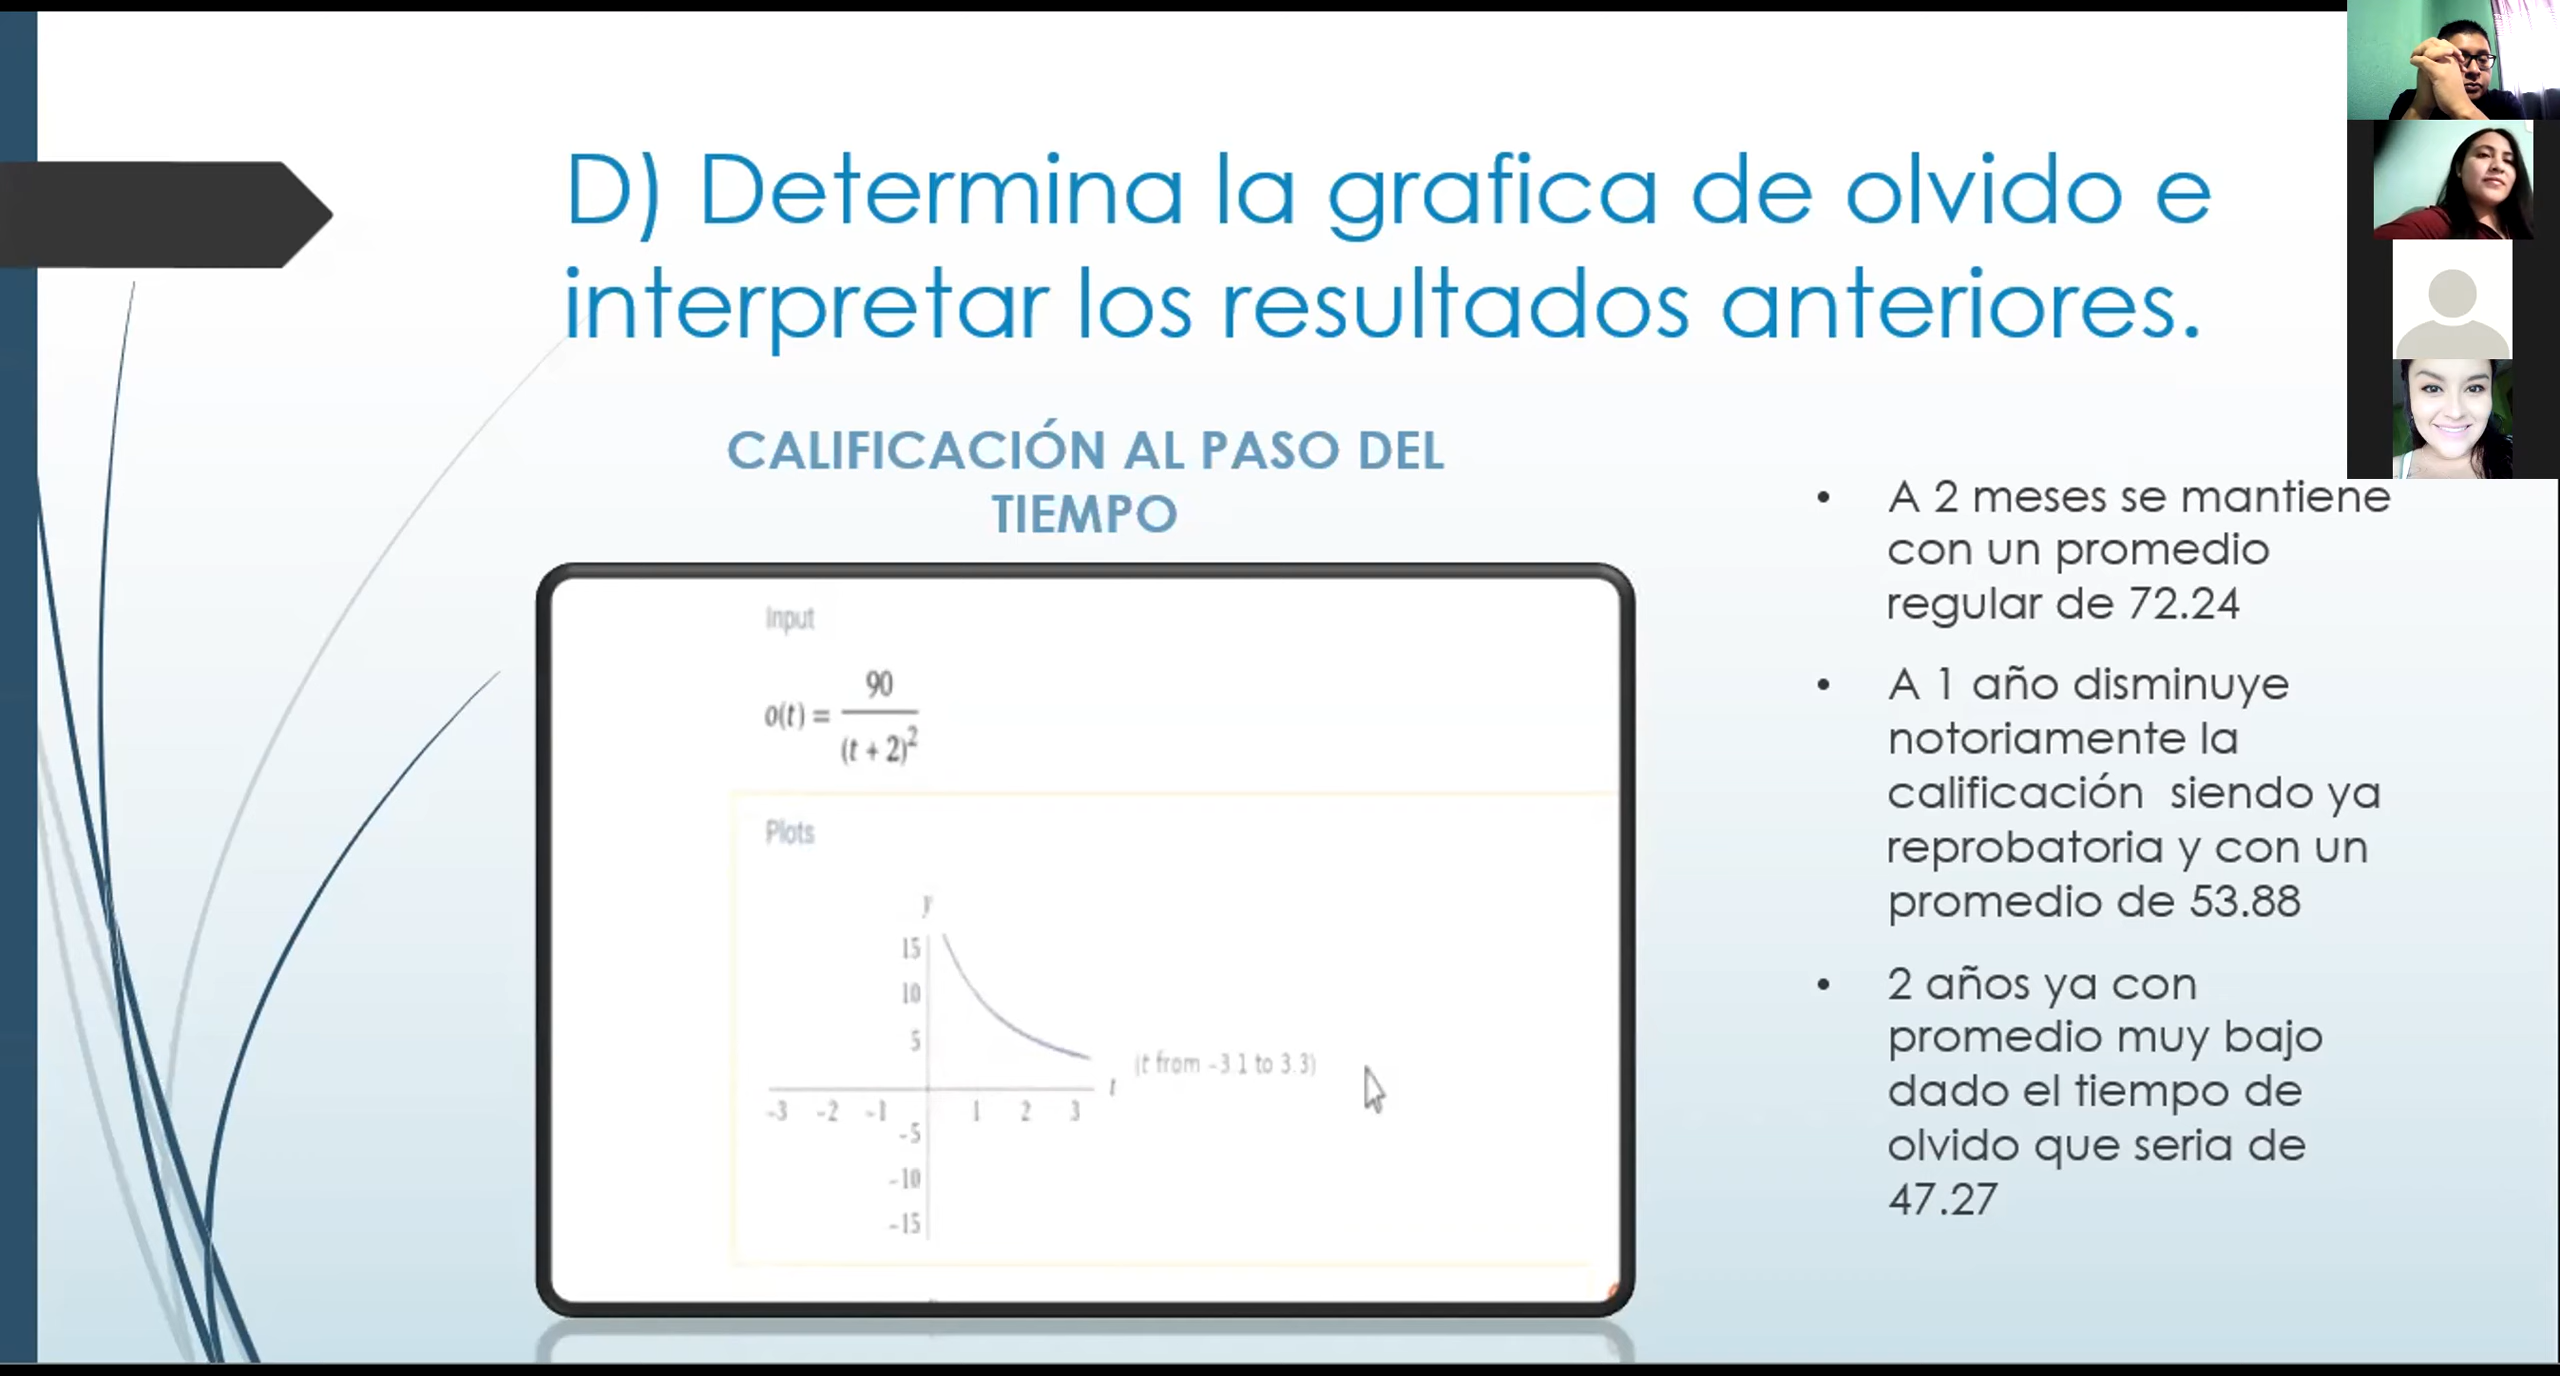 D) Determina la grafica de olvido e
interpretar los resultados anteriores.
CALIFICACIÓN AL PASO DEL
TIEMPO
Input
o(t) = 90 / (t + 2)²
Plots
y
15
10
5
-5
-10
-15
-3 -2 -1 1 2 3
t
(t from -3.1 to 3.3)
• A 2 meses se mantiene
con un promedio
regular de 72.24
• A 1 año disminuye
notoriamente la
calificación siendo ya
reprobatoria y con un
promedio de 53.88
• 2 años ya con
promedio muy bajo
dado el tiempo de
olvido que seria de
47.27